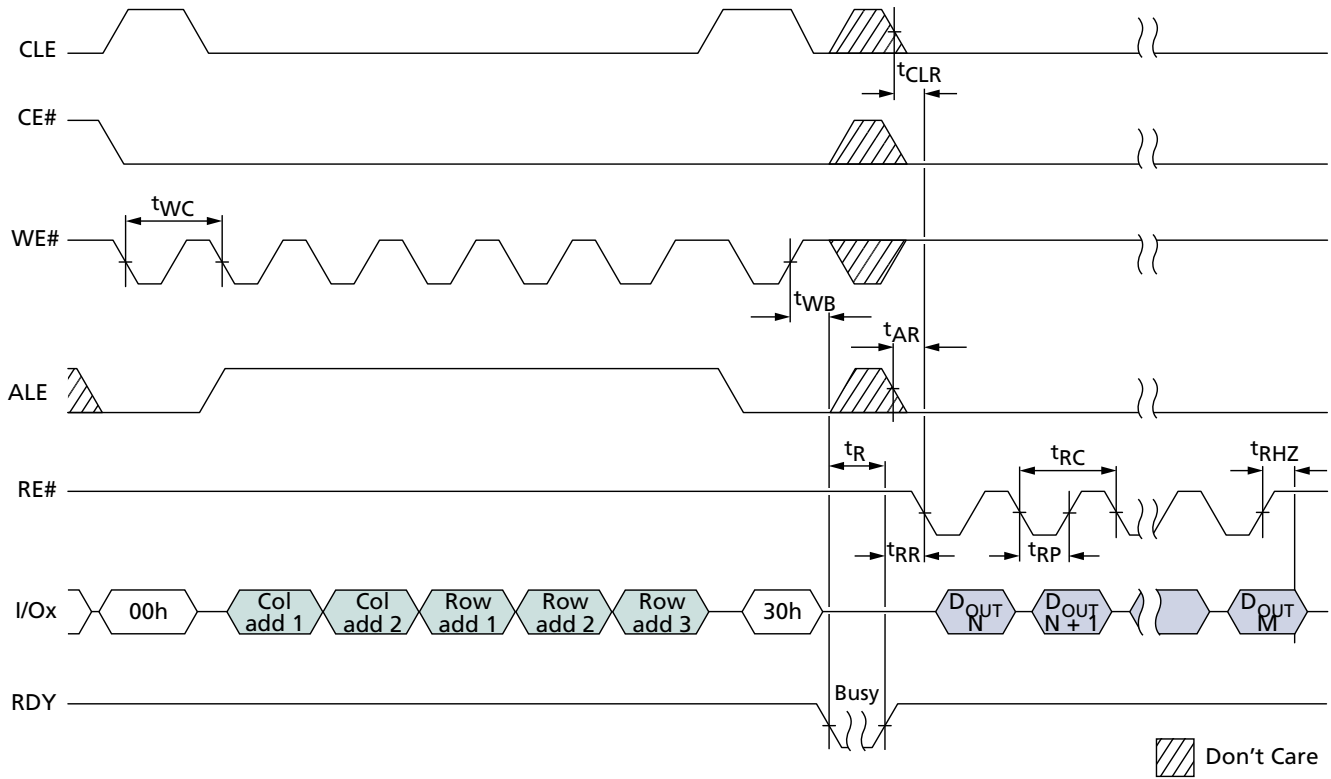 CLE
tCLR
CE#
tWC
WE#
tWB
tAR
ALE
tR
tRC
tRHZ
RE#
tRR
tRP
I/Ox
00h
Col
add 1
Col
add 2
Row
add 1
Row
add 2
Row
add 3
30h
DOUT
N
DOUT
N + 1
DOUT
M
RDY
Busy
Don't Care